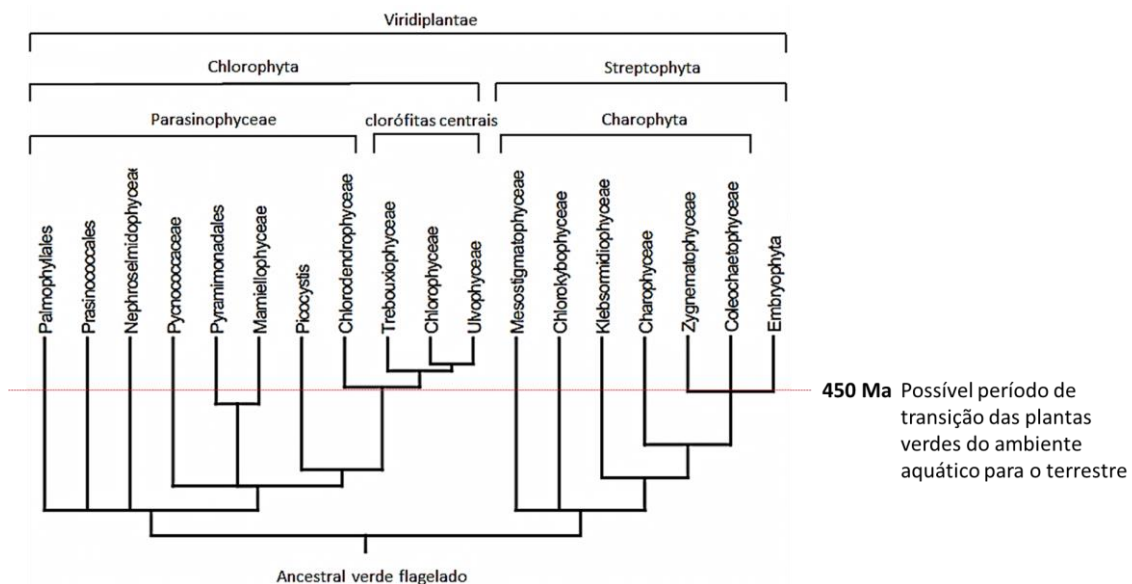 Viridiplantae
Chlorophyta
Streptophyta
Parasinophyceae
clorófitas centrais
Charophyta
Palmophyllales
Prasinococcales
Nephroselmidophyceae
Pycnococcaceae
Pyramimonadales
Mamiellophyceae
Picocystis
Chlorodendrophyceae
Trebouxiophyceae
Chlorophyceae
Ulvophyceae
Mesostigmatophyceae
Chlorokybophyceae
Klebsormidiophyceae
Charophyceae
Zygnematophyceae
Coleochaetophyceae
Embryophyta
450 Ma Possível período de
transição das plantas
verdes do ambiente
aquático para o terrestre
Ancestral verde flagelado